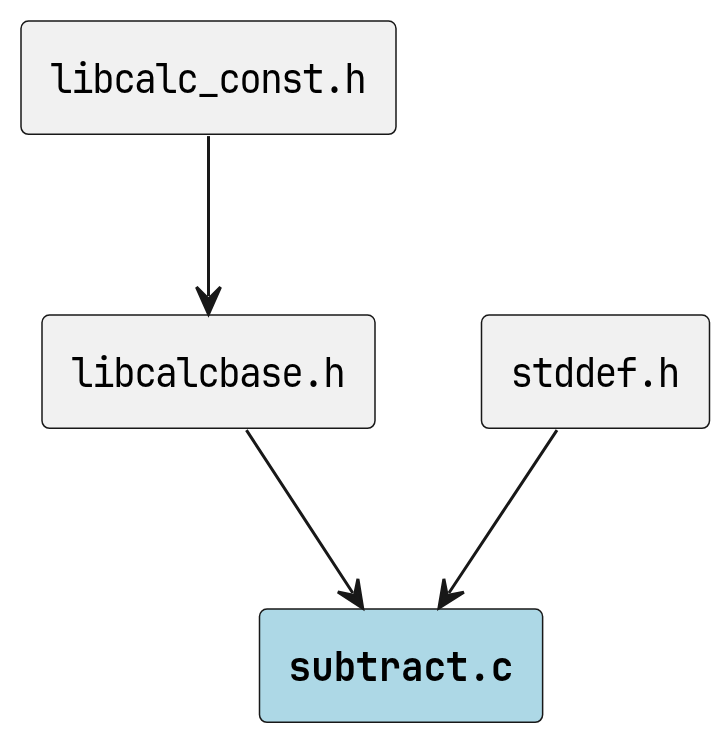 libcalc_const.h
libcalcbase.h
stddef.h
subtract.c